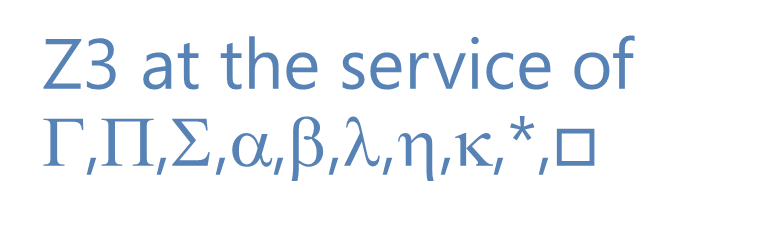 Z3 at the service of
Γ,Π,Σ,α,β,λ,η,κ,*,□